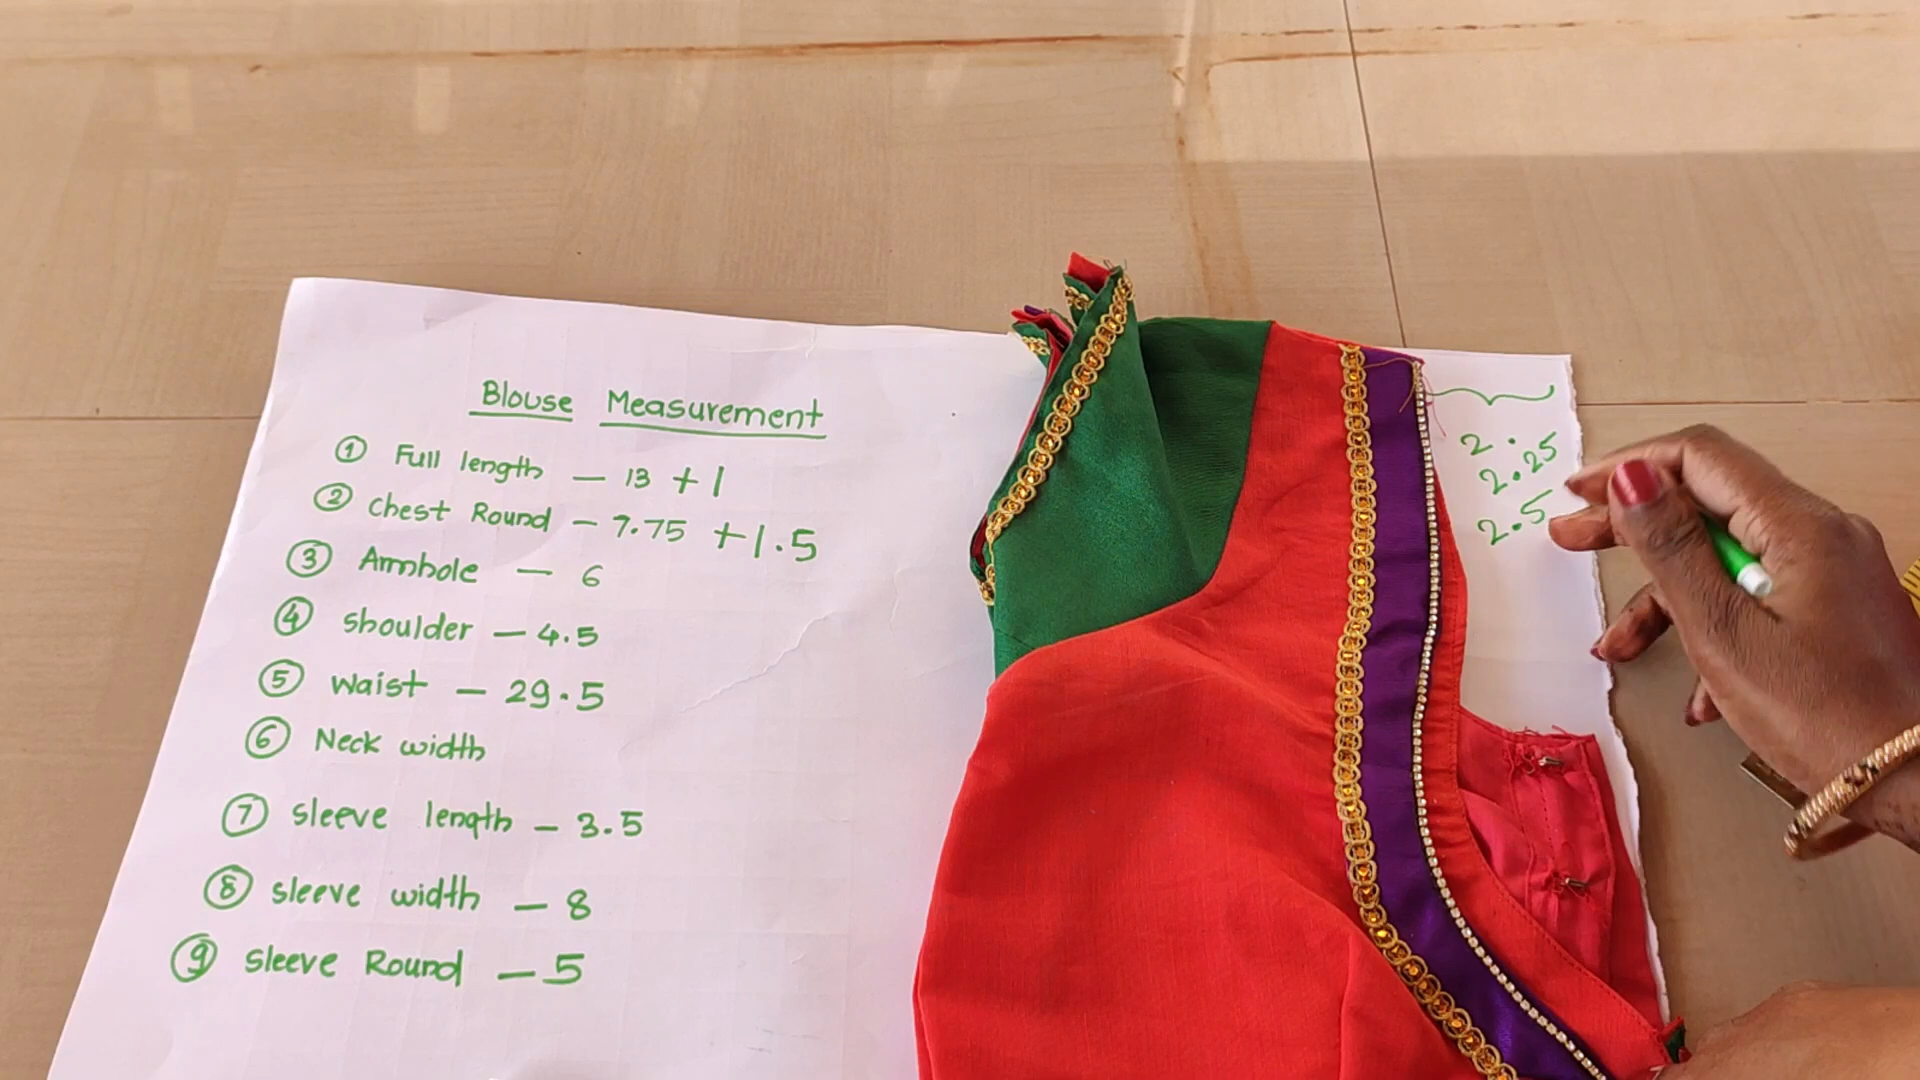 Blouse Measurement
① Full length — 13 + 1
② Chest Round — 7.75 + 1.5
③ Armhole — 6
④ shoulder — 4.5
⑤ waist — 29.5
⑥ Neck width
⑦ sleeve length — 3.5
⑧ sleeve width — 8
⑨ sleeve Round — 5
2.
2.25
2.5